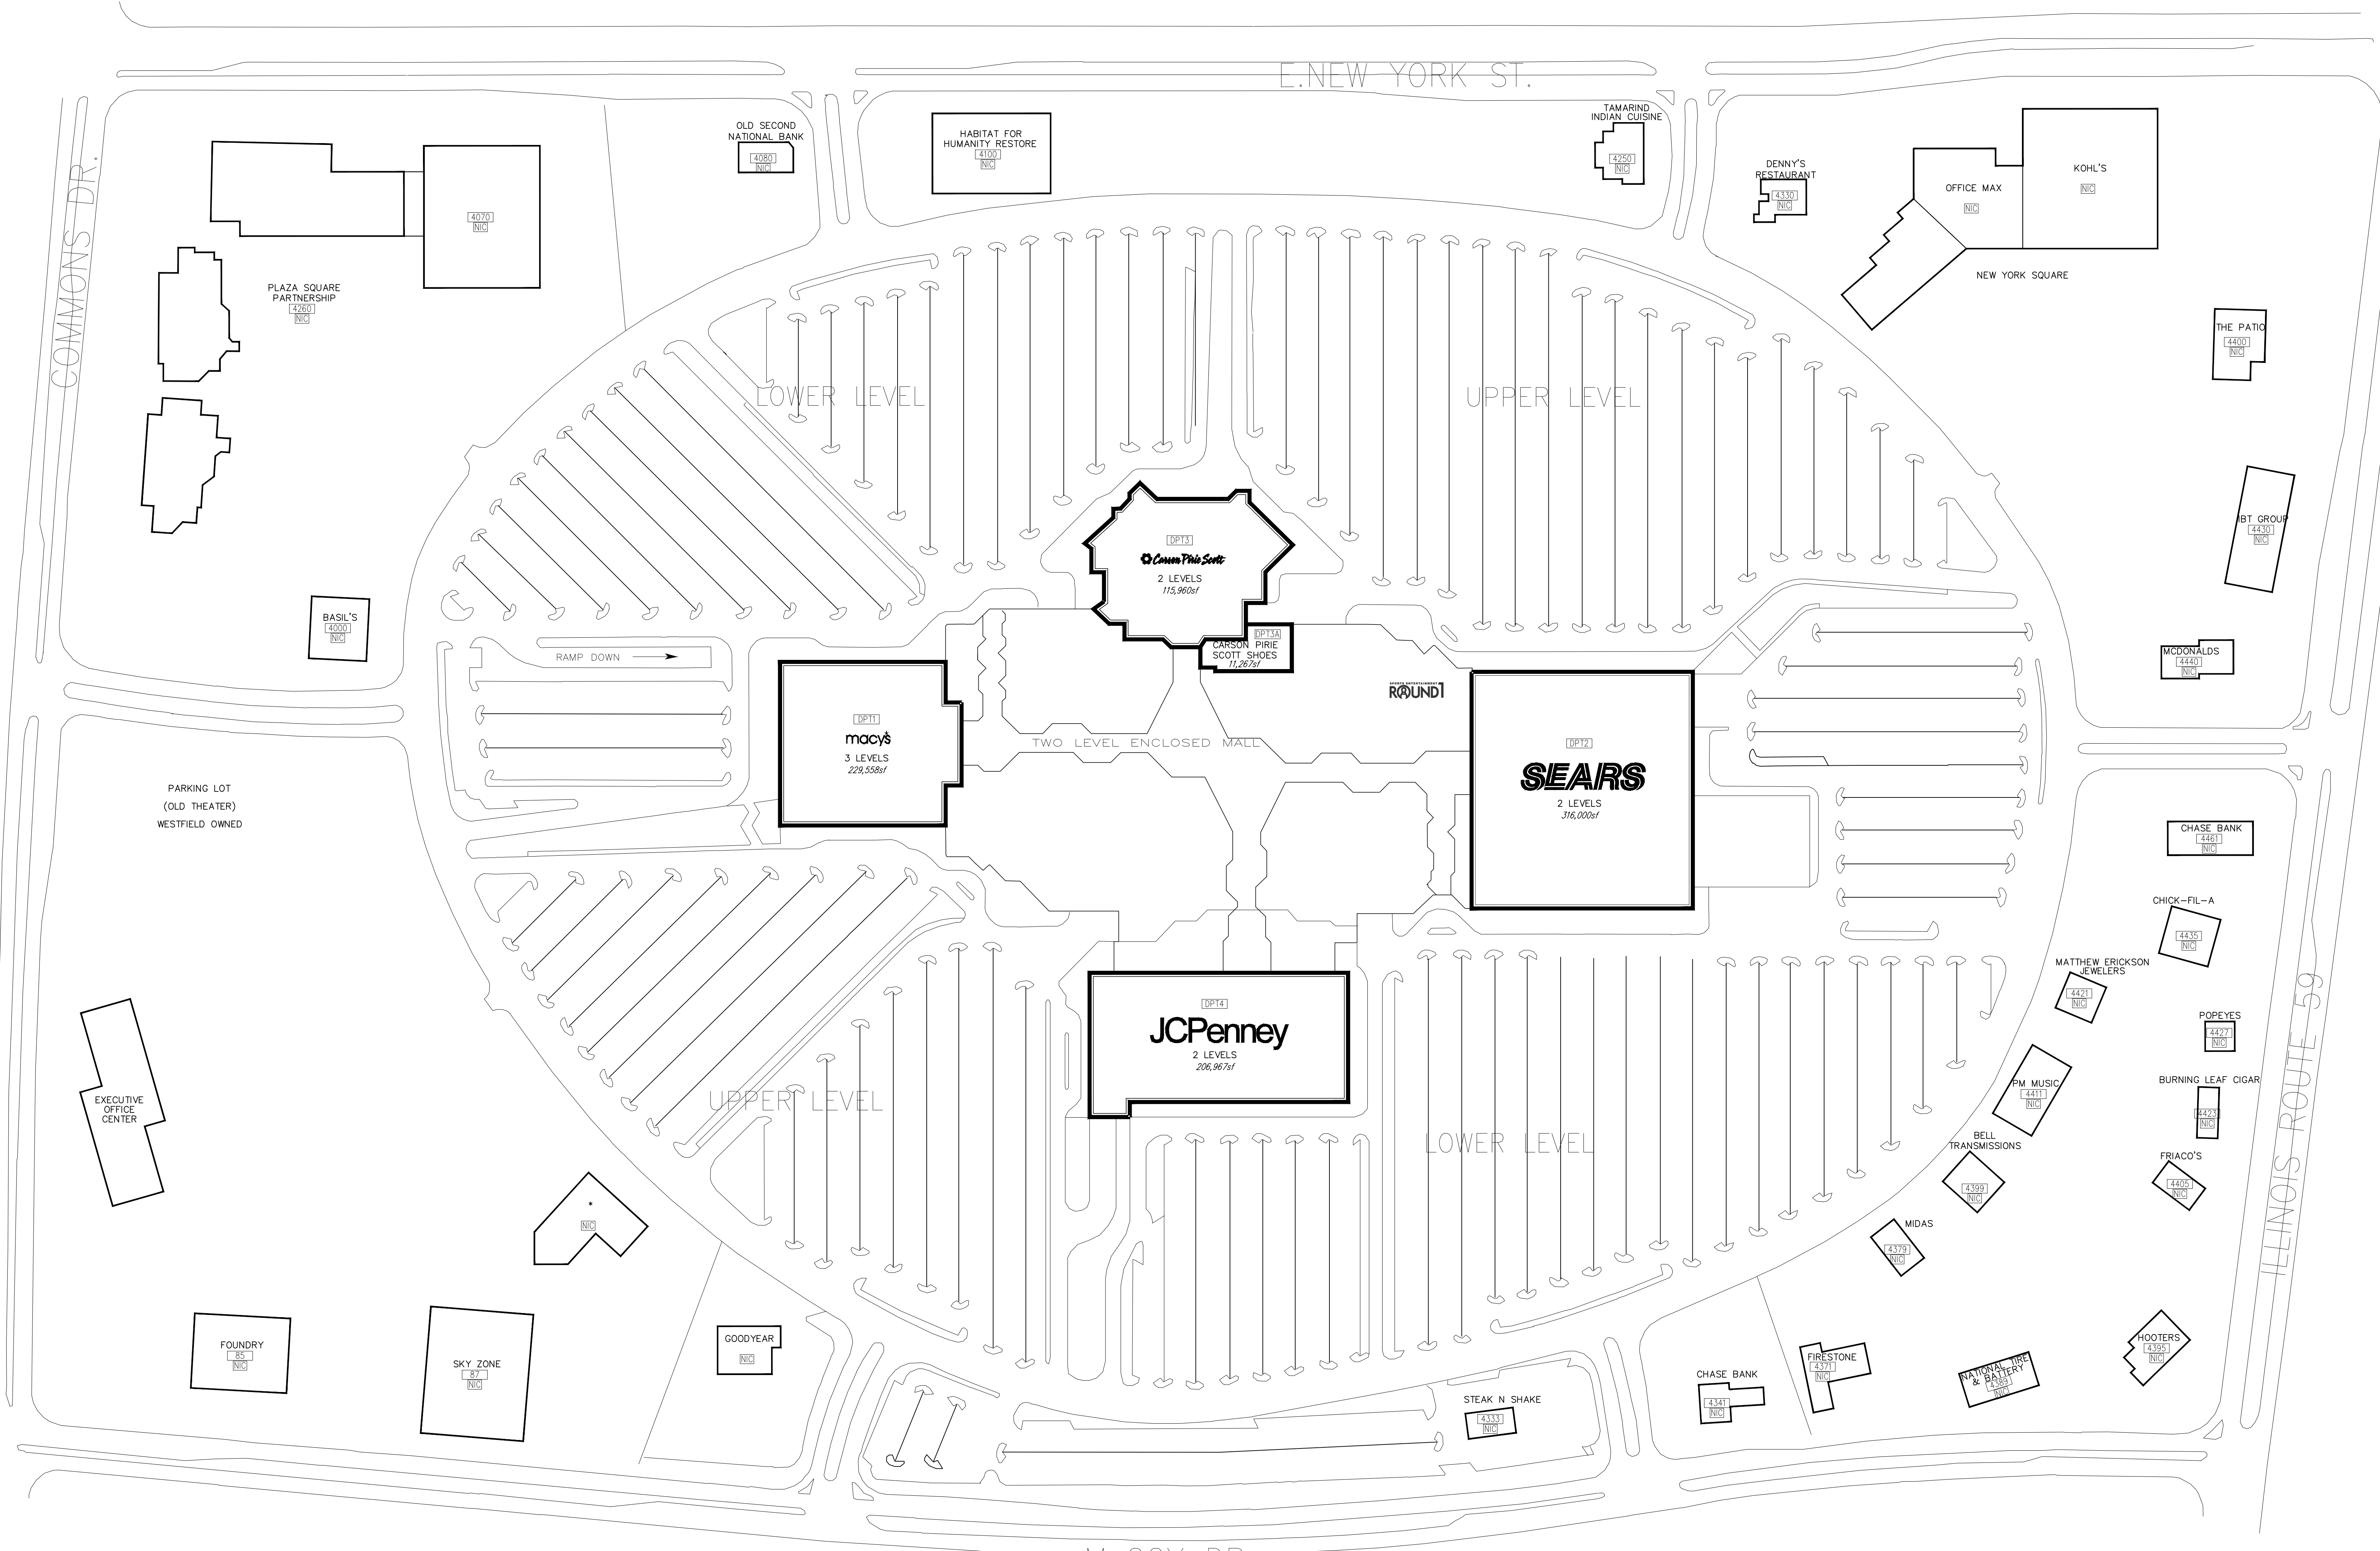 E.NEW YORK ST.
COMMONS DR.
OLD SECOND
NATIONAL BANK
4080
NIC
HABITAT FOR
HUMANITY RESTORE
4100
NIC
TAMARIND
INDIAN CUISINE
4250
NIC
DENNY'S
RESTAURANT
4330
NIC
OFFICE MAX
NIC
KOHL'S
NIC
NEW YORK SQUARE
4070
NIC
PLAZA SQUARE
PARTNERSHIP
4260
NIC
THE PATIO
4400
NIC
LOWER LEVEL
UPPER LEVEL
IBT GROUP
4430
NIC
DPT3
Carson Pirie Scott
2 LEVELS
115,960sf
BASIL'S
4000
NIC
RAMP DOWN
DPT3A
CARSON PIRIE
SCOTT SHOES
11,267sf
MCDONALDS
4440
NIC
SPORTS ENTERTAINMENT
ROUND1
DPT1
macy's
3 LEVELS
229,558sf
TWO LEVEL ENCLOSED MALL
DPT2
SEARS
2 LEVELS
316,000sf
PARKING LOT
(OLD THEATER)
WESTFIELD OWNED
CHASE BANK
4461
NIC
CHICK-FIL-A
4435
NIC
MATTHEW ERICKSON
JEWELERS
4421
NIC
ILLINOIS ROUTE 59
DPT4
JCPenney
2 LEVELS
206,967sf
POPEYES
4427
NIC
EXECUTIVE
OFFICE
CENTER
UPPER LEVEL
LOWER LEVEL
PM MUSIC
4411
NIC
BURNING LEAF CIGAR
4423
NIC
BELL
TRANSMISSIONS
4399
NIC
FRIACO'S
4405
NIC
*
NIC
MIDAS
4379
NIC
FOUNDRY
85
NIC
SKY ZONE
87
NIC
GOODYEAR
NIC
STEAK N SHAKE
4333
NIC
CHASE BANK
4341
NIC
FIRESTONE
4371
NIC
NATIONAL TIRE
& BATTERY
4389
NIC
HOOTERS
4395
NIC